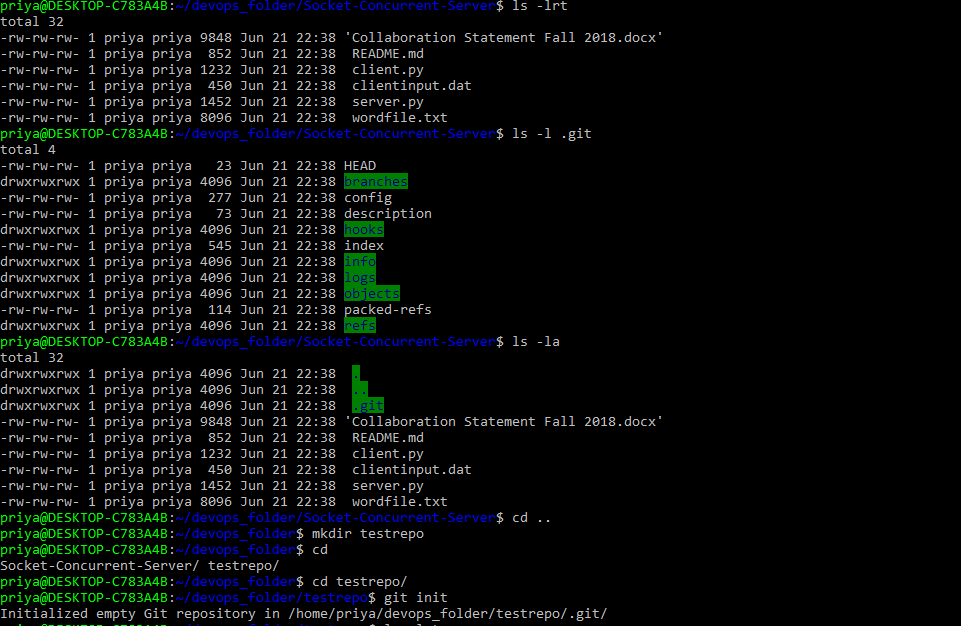 priya@DESKTOP-C783A4B:~/devops_folder/Socket-Concurrent-Server$ ls -lrt
total 32
-rw-rw-rw- 1 priya priya 9848 Jun 21 22:38 'Collaboration Statement Fall 2018.docx'
-rw-rw-rw- 1 priya priya  852 Jun 21 22:38  README.md
-rw-rw-rw- 1 priya priya 1232 Jun 21 22:38  client.py
-rw-rw-rw- 1 priya priya  450 Jun 21 22:38  clientinput.dat
-rw-rw-rw- 1 priya priya 1452 Jun 21 22:38  server.py
-rw-rw-rw- 1 priya priya 8096 Jun 21 22:38  wordfile.txt
priya@DESKTOP-C783A4B:~/devops_folder/Socket-Concurrent-Server$ ls -l .git
total 4
-rw-rw-rw- 1 priya priya   23 Jun 21 22:38 HEAD
drwxrwxrwx 1 priya priya 4096 Jun 21 22:38 branches
-rw-rw-rw- 1 priya priya  277 Jun 21 22:38 config
-rw-rw-rw- 1 priya priya   73 Jun 21 22:38 description
drwxrwxrwx 1 priya priya 4096 Jun 21 22:38 hooks
-rw-rw-rw- 1 priya priya  545 Jun 21 22:38 index
drwxrwxrwx 1 priya priya 4096 Jun 21 22:38 info
drwxrwxrwx 1 priya priya 4096 Jun 21 22:38 logs
drwxrwxrwx 1 priya priya 4096 Jun 21 22:38 objects
-rw-rw-rw- 1 priya priya  114 Jun 21 22:38 packed-refs
drwxrwxrwx 1 priya priya 4096 Jun 21 22:38 refs
priya@DESKTOP-C783A4B:~/devops_folder/Socket-Concurrent-Server$ ls -la
total 32
drwxrwxrwx 1 priya priya 4096 Jun 21 22:38  .
drwxrwxrwx 1 priya priya 4096 Jun 21 22:38  ..
drwxrwxrwx 1 priya priya 4096 Jun 21 22:38  .git
-rw-rw-rw- 1 priya priya 9848 Jun 21 22:38 'Collaboration Statement Fall 2018.docx'
-rw-rw-rw- 1 priya priya  852 Jun 21 22:38  README.md
-rw-rw-rw- 1 priya priya 1232 Jun 21 22:38  client.py
-rw-rw-rw- 1 priya priya  450 Jun 21 22:38  clientinput.dat
-rw-rw-rw- 1 priya priya 1452 Jun 21 22:38  server.py
-rw-rw-rw- 1 priya priya 8096 Jun 21 22:38  wordfile.txt
priya@DESKTOP-C783A4B:~/devops_folder/Socket-Concurrent-Server$ cd ..
priya@DESKTOP-C783A4B:~/devops_folder$ mkdir testrepo
priya@DESKTOP-C783A4B:~/devops_folder$ cd
Socket-Concurrent-Server/ testrepo/
priya@DESKTOP-C783A4B:~/devops_folder$ cd testrepo/
priya@DESKTOP-C783A4B:~/devops_folder/testrepo$ git init
Initialized empty Git repository in /home/priya/devops_folder/testrepo/.git/